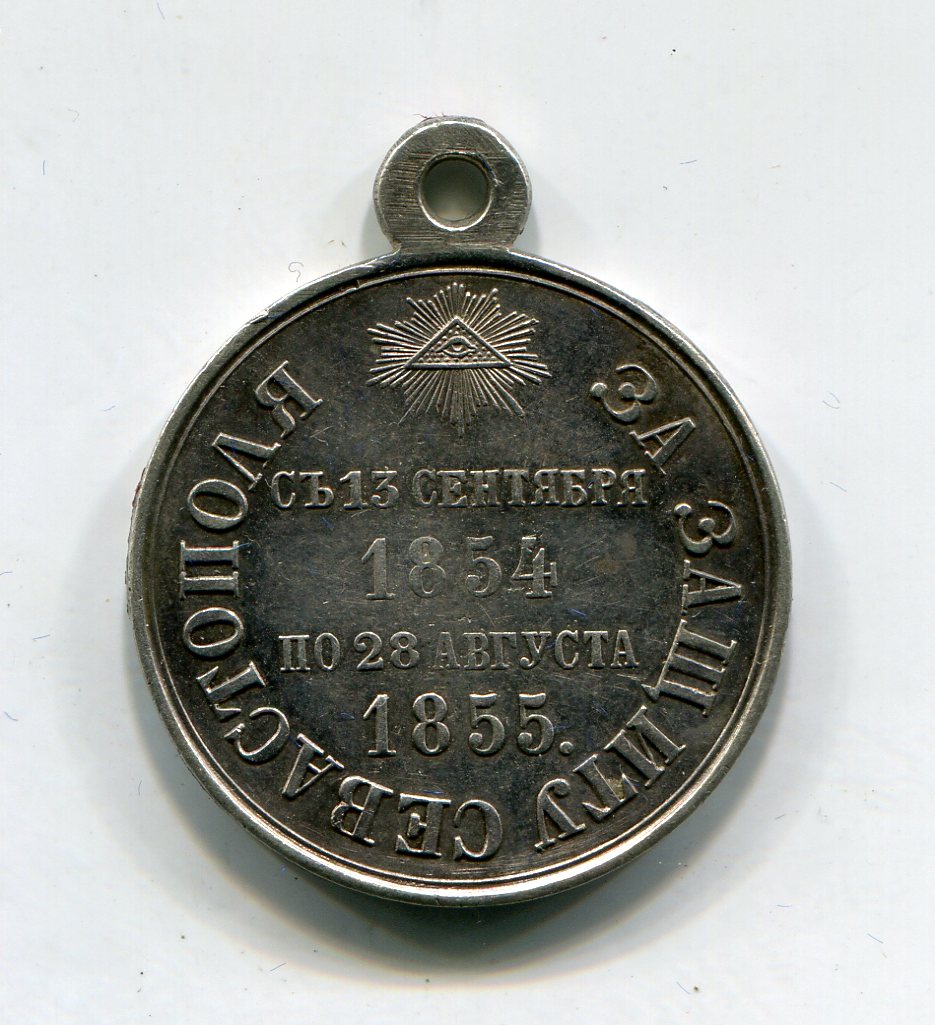 ЗА ЗАЩИТУ СЕВАСТОПОЛЯ
СЪ 13 СЕНТЯБРЯ
1854
ПО 28 АВГУСТА
1855.